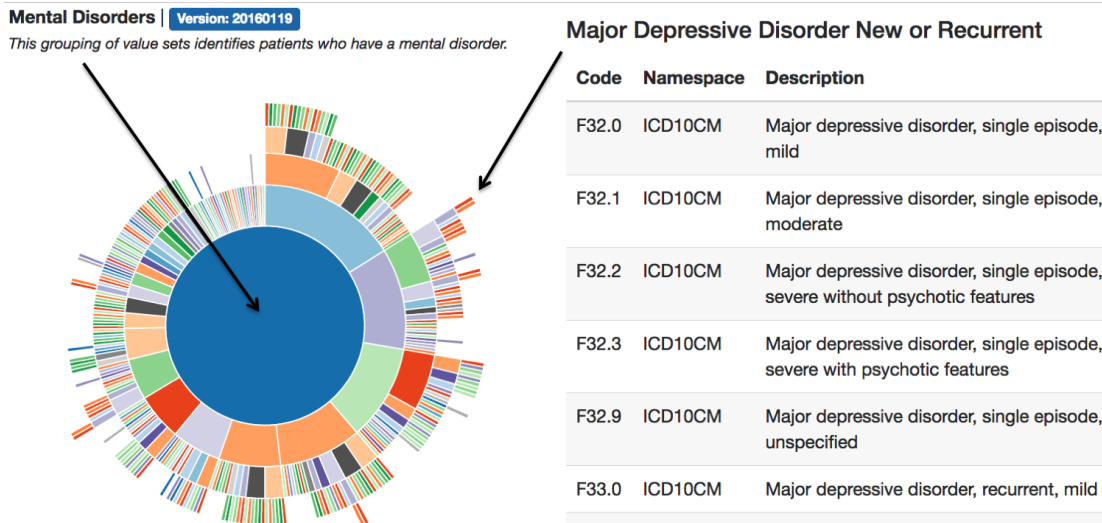 Mental Disorders | Version: 20160119
This grouping of value sets identifies patients who have a mental disorder.
Major Depressive Disorder New or Recurrent
Code Namespace Description
F32.0 ICD10CM Major depressive disorder, single episode,
mild
F32.1 ICD10CM Major depressive disorder, single episode,
moderate
F32.2 ICD10CM Major depressive disorder, single episode,
severe without psychotic features
F32.3 ICD10CM Major depressive disorder, single episode,
severe with psychotic features
F32.9 ICD10CM Major depressive disorder, single episode,
unspecified
F33.0 ICD10CM Major depressive disorder, recurrent, mild